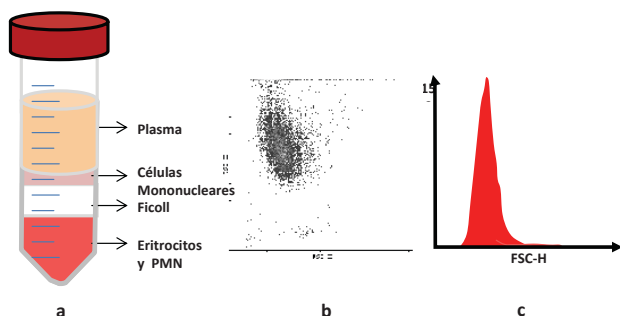 Plasma
Células
Mononucleares
Ficoll
Eritrocitos
y PMN
15
FSC-H
a
b
c